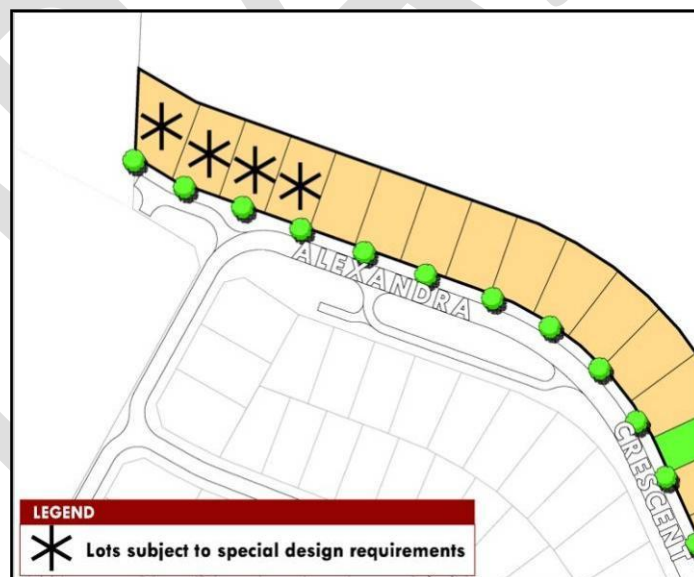 ALEXANDRA
CRESCENT
LEGEND
Lots subject to special design requirements